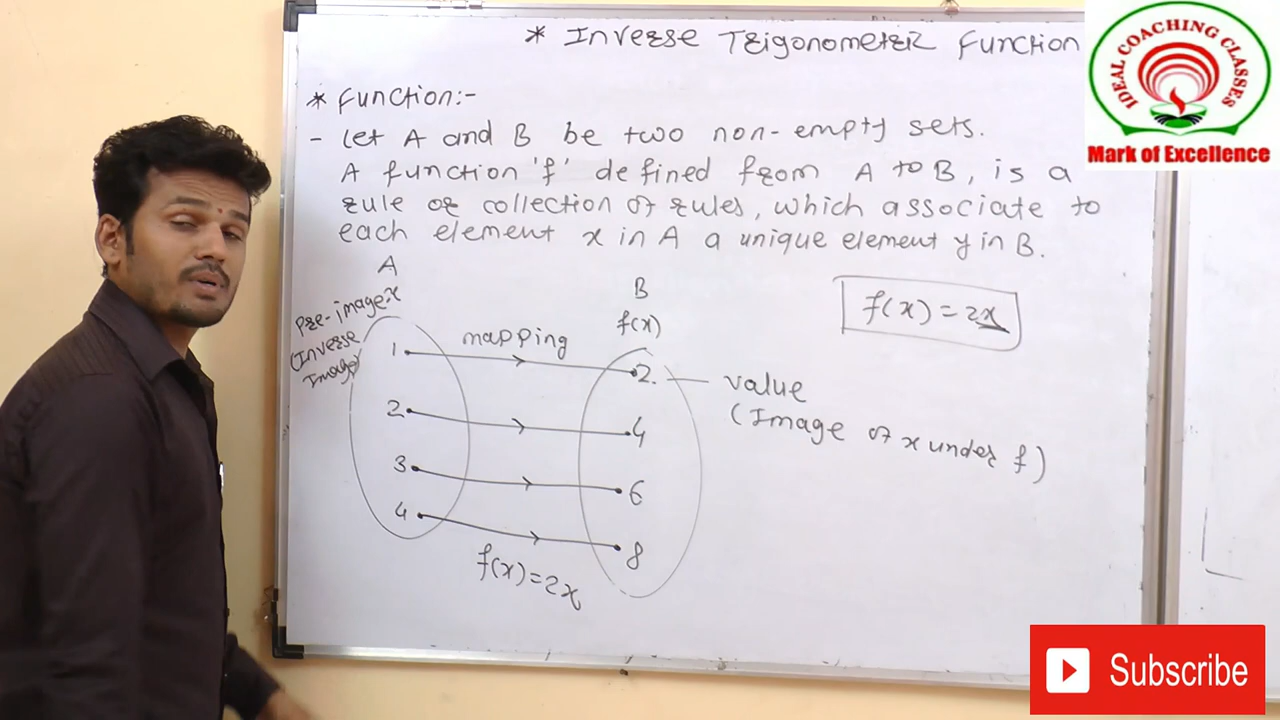 * Inverse Trigonometric Function
* Function:-
- Let A and B be two non-empty sets.
A function 'f' defined from A to B, is a
rule or collection of rules, which associate to
each element x in A a unique element y in B.
A
B
Pre-image-x
(Inverse
Image)
f(x)
mapping
f(x)=2x
1
2.
value
(Image of x under f)
2
4
3
6
4
8
f(x)=2x
IDEAL COACHING CLASSES
Mark of Excellence
Subscribe